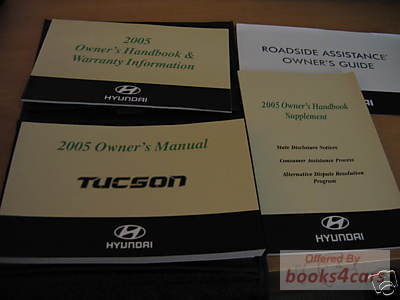 2005
Owner's Handbook &
Warranty Information
HYUNDAI
ROADSIDE ASSISTANCE
OWNER'S GUIDE
HYUNDAI
2005 Owner's Manual
TUCSON
HYUNDAI
2005 Owner's Handbook
Supplement
State Disclosure Notices
Consumer Assistance Process
Alternative Dispute Resolution
Program
HYUNDAI
Offered By
books4cars